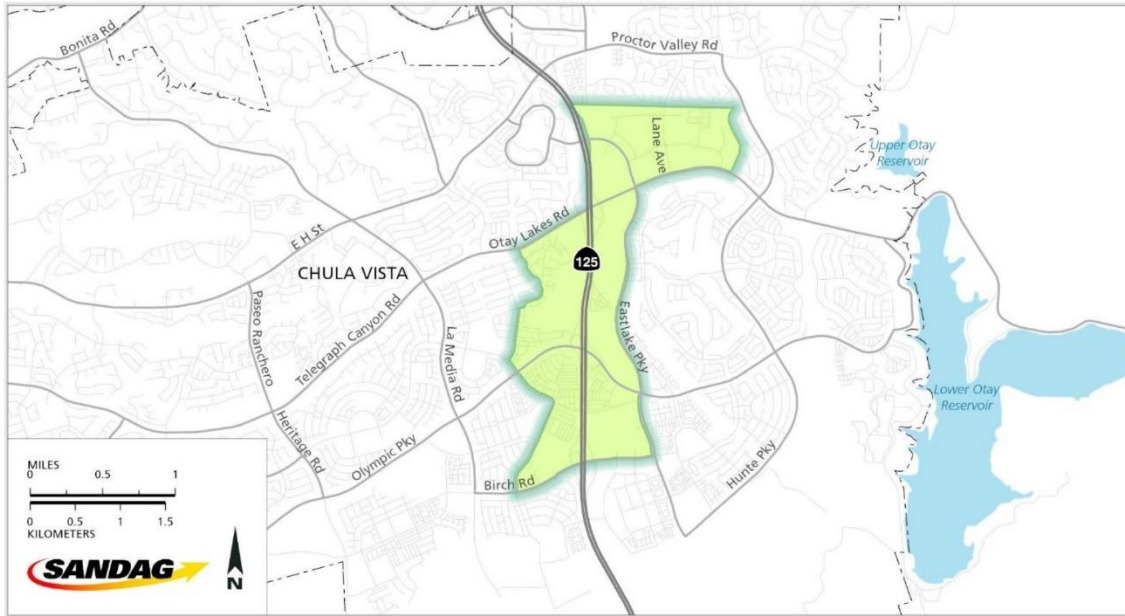 Bonita Rd
Proctor Valley Rd
Lane Ave
Upper Otay
Reservoir
E H St
Otay Lakes Rd
125
CHULA VISTA
Paseo Ranchero
Telegraph Canyon Rd
La Media Rd
Eastlake Pky
Lower Otay
Reservoir
Heritage Rd
Olympic Pky
Birch Rd
Hunte Pky
MILES
0 0.5 1
0 0.5 1 1.5
KILOMETERS
SANDAG
N